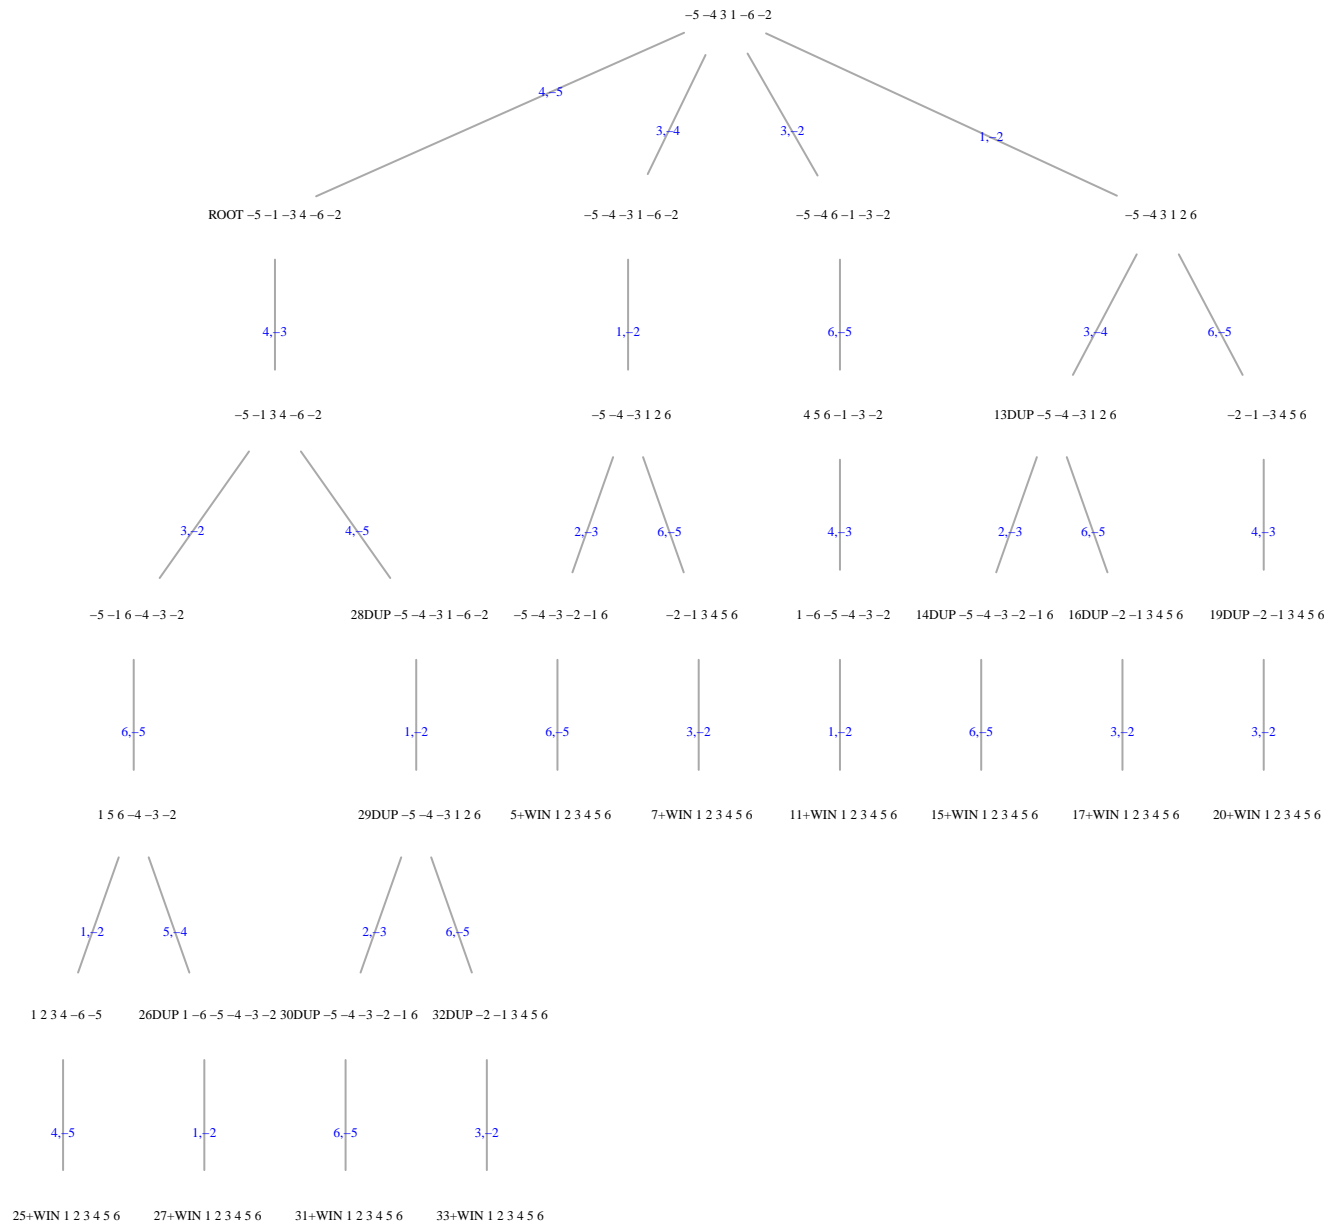 −5 −4 3 1 −6 −2
4,−5
3,−4
3,−2
1,−2
ROOT −5 −1 −3 4 −6 −2
−5 −4 −3 1 −6 −2
−5 −4 6 −1 −3 −2
−5 −4 3 1 2 6
4,−3
1,−2
6,−5
3,−4
6,−5
−5 −1 3 4 −6 −2
−5 −4 −3 1 2 6
4 5 6 −1 −3 −2
13DUP −5 −4 −3 1 2 6
−2 −1 −3 4 5 6
3,−2
4,−5
2,−3
6,−5
4,−3
2,−3
6,−5
4,−3
−5 −1 6 −4 −3 −2
28DUP −5 −4 −3 1 −6 −2
−5 −4 −3 −2 −1 6
−2 −1 3 4 5 6
1 −6 −5 −4 −3 −2
14DUP −5 −4 −3 −2 −1 6
16DUP −2 −1 3 4 5 6
19DUP −2 −1 3 4 5 6
6,−5
1,−2
6,−5
3,−2
1,−2
6,−5
3,−2
3,−2
1 5 6 −4 −3 −2
29DUP −5 −4 −3 1 2 6
5+WIN 1 2 3 4 5 6
7+WIN 1 2 3 4 5 6
11+WIN 1 2 3 4 5 6
15+WIN 1 2 3 4 5 6
17+WIN 1 2 3 4 5 6
20+WIN 1 2 3 4 5 6
1,−2
5,−4
2,−3
6,−5
1 2 3 4 −6 −5
26DUP 1 −6 −5 −4 −3 −2
30DUP −5 −4 −3 −2 −1 6
32DUP −2 −1 3 4 5 6
4,−5
1,−2
6,−5
3,−2
25+WIN 1 2 3 4 5 6
27+WIN 1 2 3 4 5 6
31+WIN 1 2 3 4 5 6
33+WIN 1 2 3 4 5 6